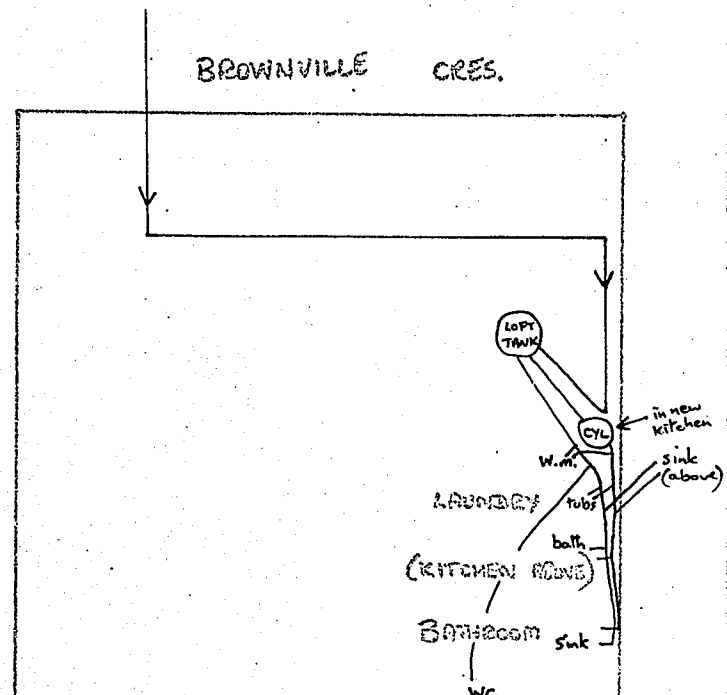 BROWNVILLE CRES.
LOFT
TANK
CYL
in new
kitchen
W.m.
sink
(above)
LAUNDRY
tubs
bath
(KITCHEN ABOVE)
BATHROOM
sink
WC